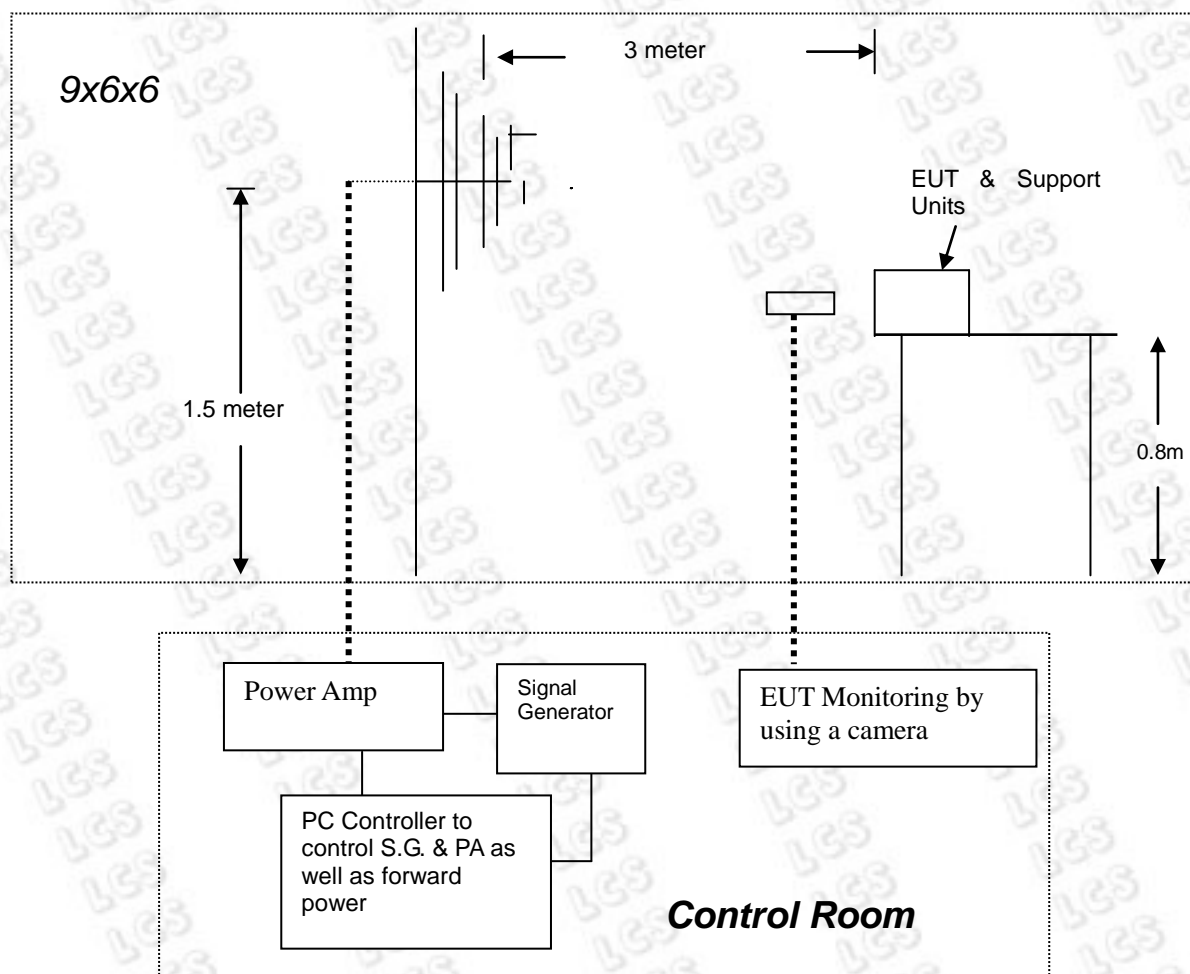 3 meter
9x6x6
EUT & Support
Units
1.5 meter
0.8m
Power Amp
Signal
Generator
EUT Monitoring by
using a camera
PC Controller to
control S.G. & PA as
well as forward
power
Control Room
LCS